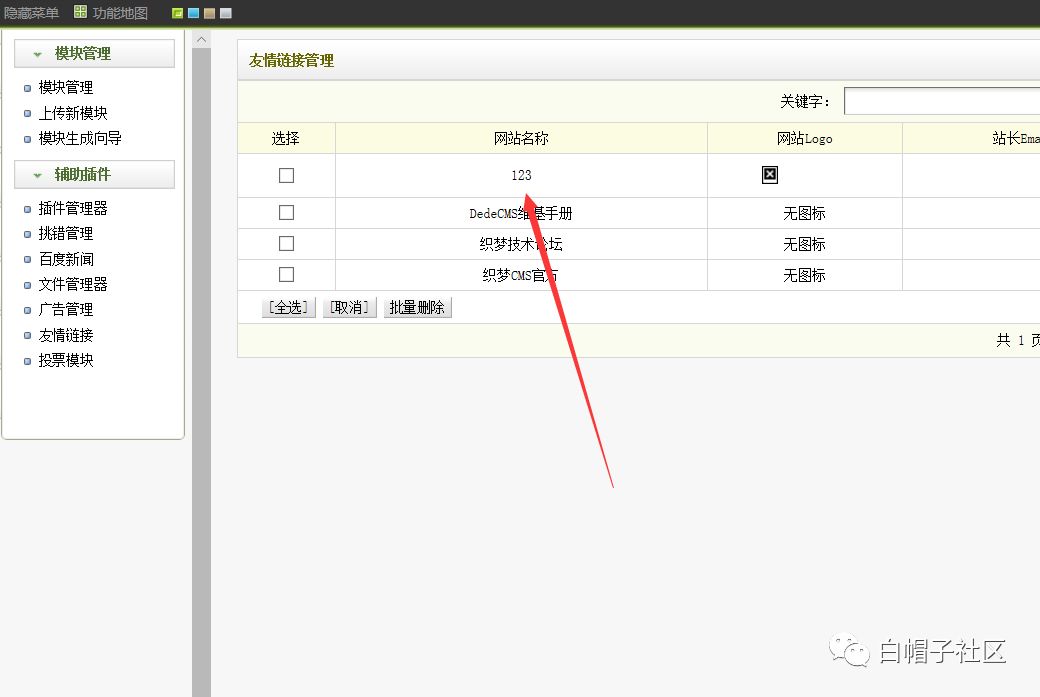 隐藏菜单 功能地图
模块管理
模块管理
上传新模块
模块生成向导
辅助插件
插件管理器
挑错管理
百度新闻
文件管理器
广告管理
友情链接
投票模块
友情链接管理
关键字：
选择 网站名称 网站Logo 站长Ema
123
DedeCMS维基手册 无图标
织梦技术论坛 无图标
织梦CMS官方 无图标
[全选] [取消] 批量删除
共 1 页
白帽子社区